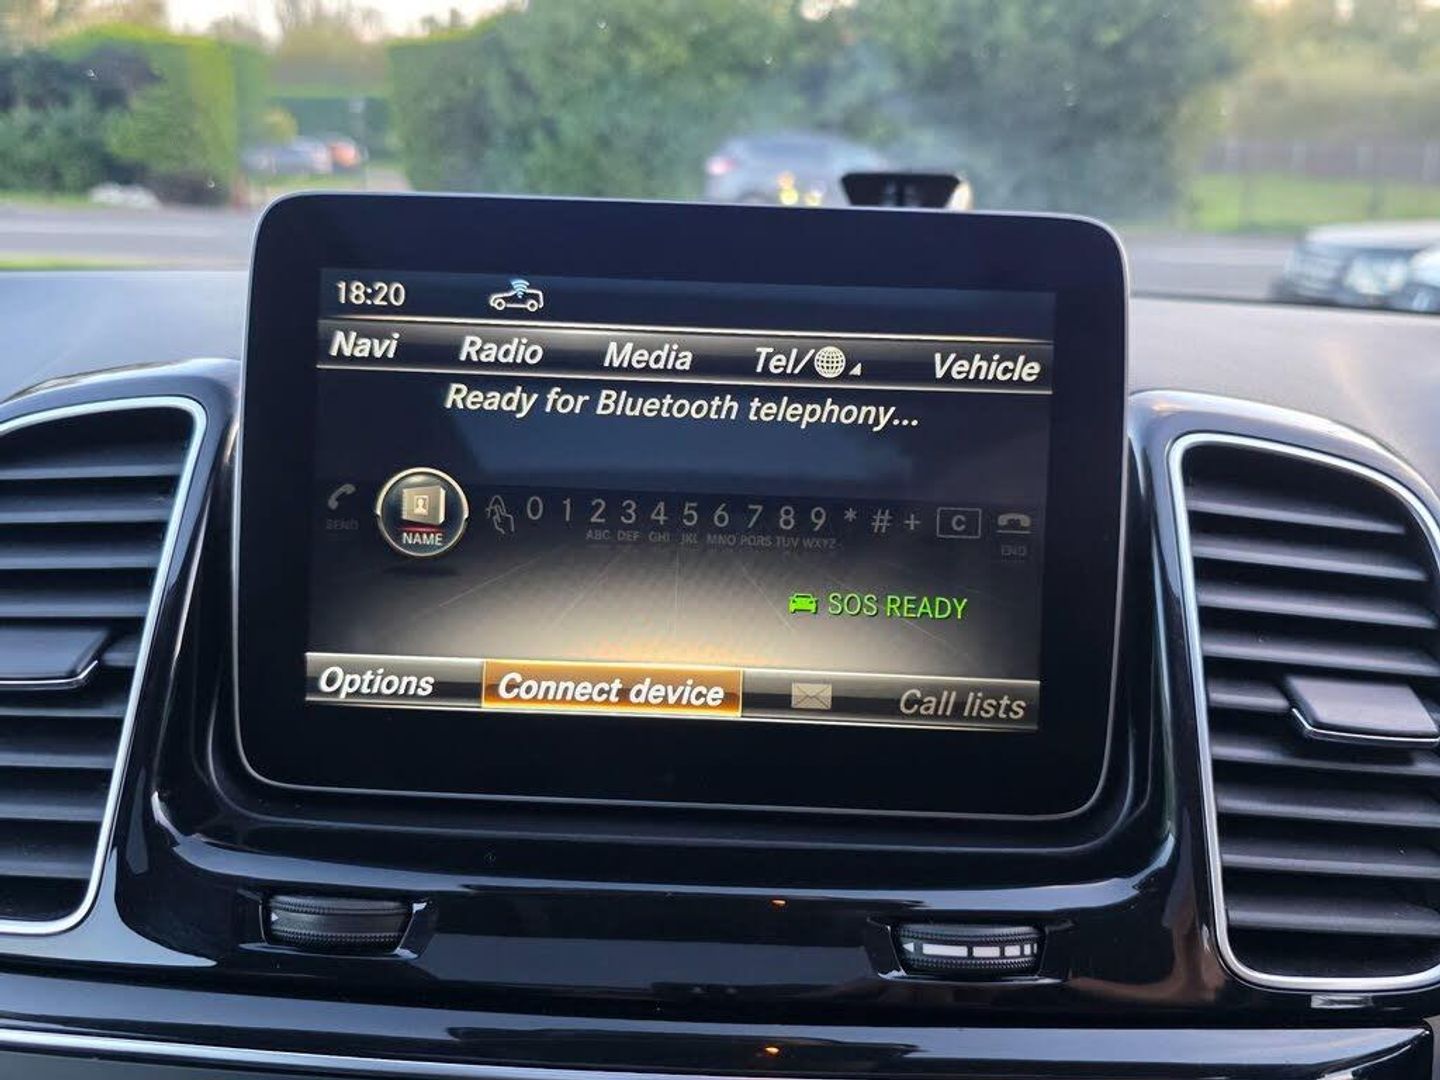 18:20
Navi Radio Media Tel/ Vehicle
Ready for Bluetooth telephony...
0 1 2 3 4 5 6 7 8 9 * # + C
SEND NAME ABC DEF GHI JKL MNO PQRS TUV WXYZ END
SOS READY
Options Connect device Call lists